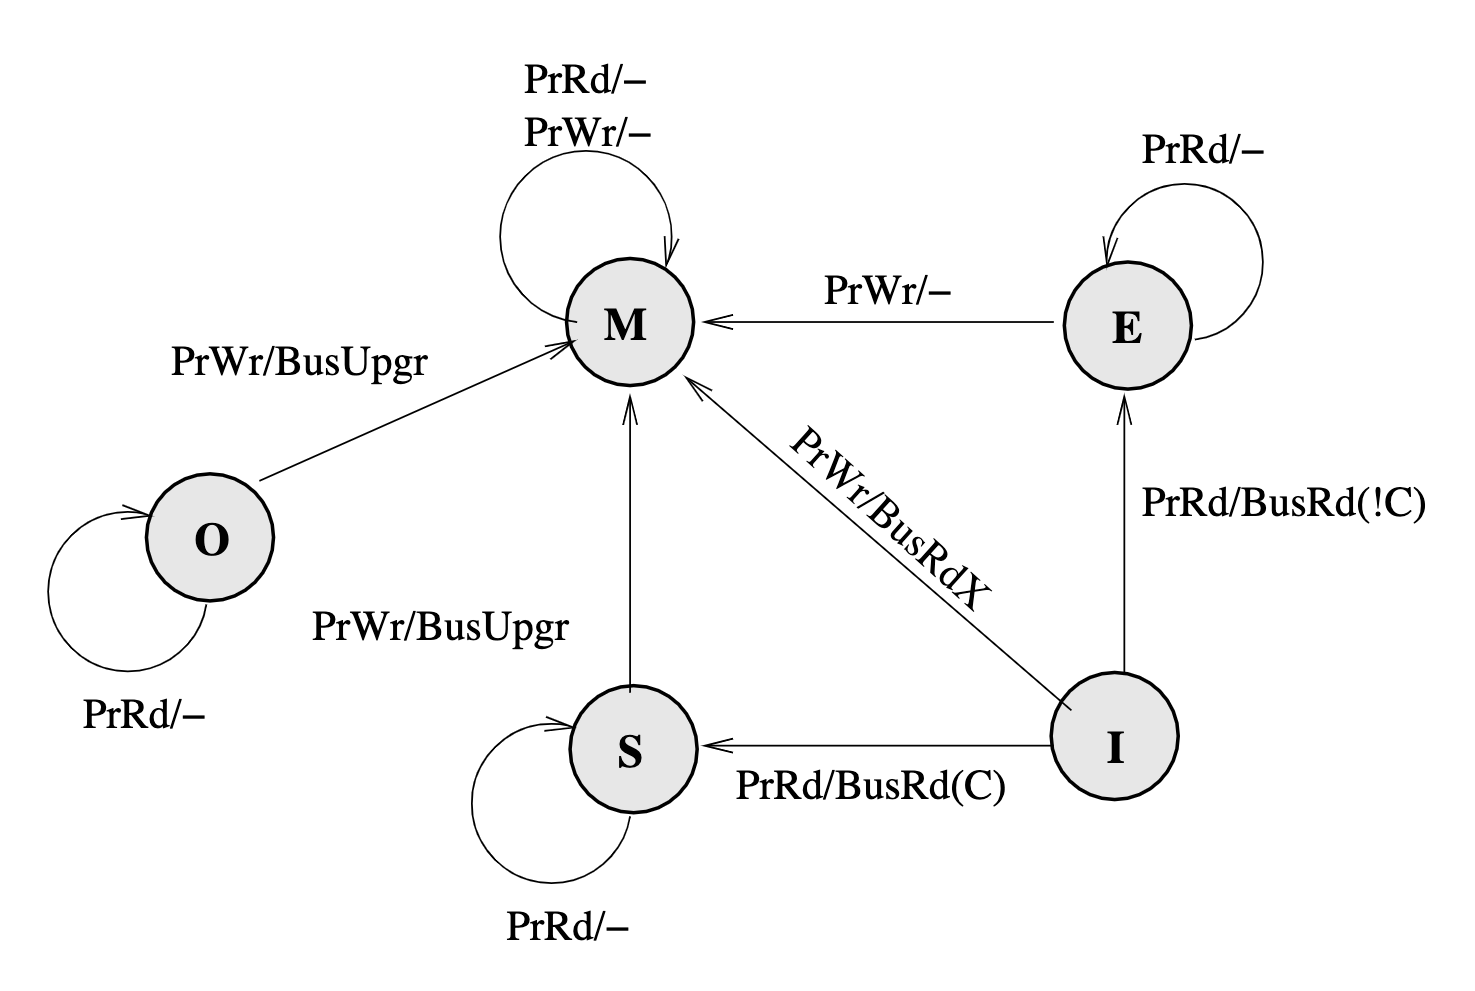 PrRd/–
PrWr/–
PrRd/–
PrWr/–
M
E
PrWr/BusUpgr
PrWr/BusRdX
PrRd/BusRd(!C)
O
PrWr/BusUpgr
PrRd/–
S
I
PrRd/BusRd(C)
PrRd/–